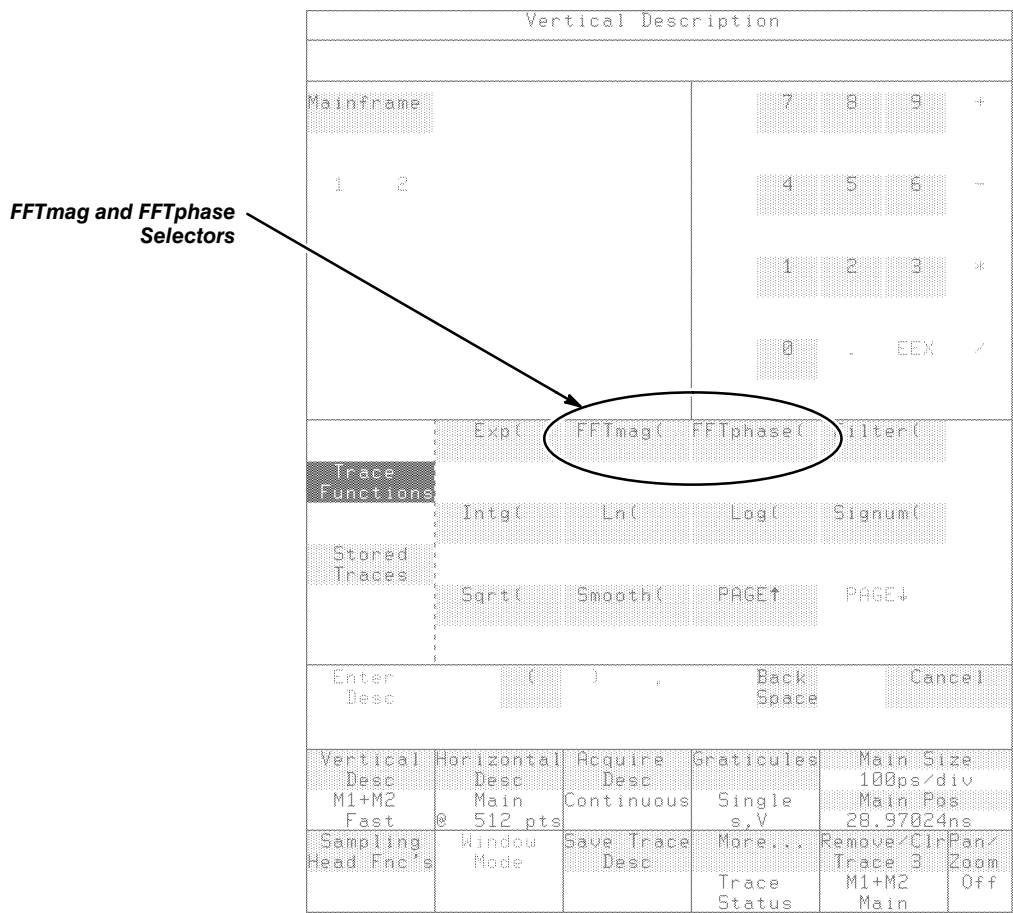 Vertical Description
Mainframe 7 8 9 +
1 2 4 5 6 -
FFTmag and FFTphase
Selectors
1 2 3 *
0 . EEX /
Exp( FFTmag( FFTphase( Filter(
Trace
Functions
Intg( Ln( Log( Signum(
Stored
Traces
Sqrt( Smooth( PAGE↑ PAGE↓
Enter ( ) , Back Cancel
Desc Space
Vertical Horizontal Acquire Graticules Main Size
Desc Desc Desc 100ps/div
M1+M2 Main Continuous Single Main Pos
Fast @ 512 pts s,V 28.97024ns
Sampling Window Save Trace More... Remove/Clr Pan/
Head Fnc's Mode Desc Trace 3 Zoom
Trace M1+M2 Off
Status Main